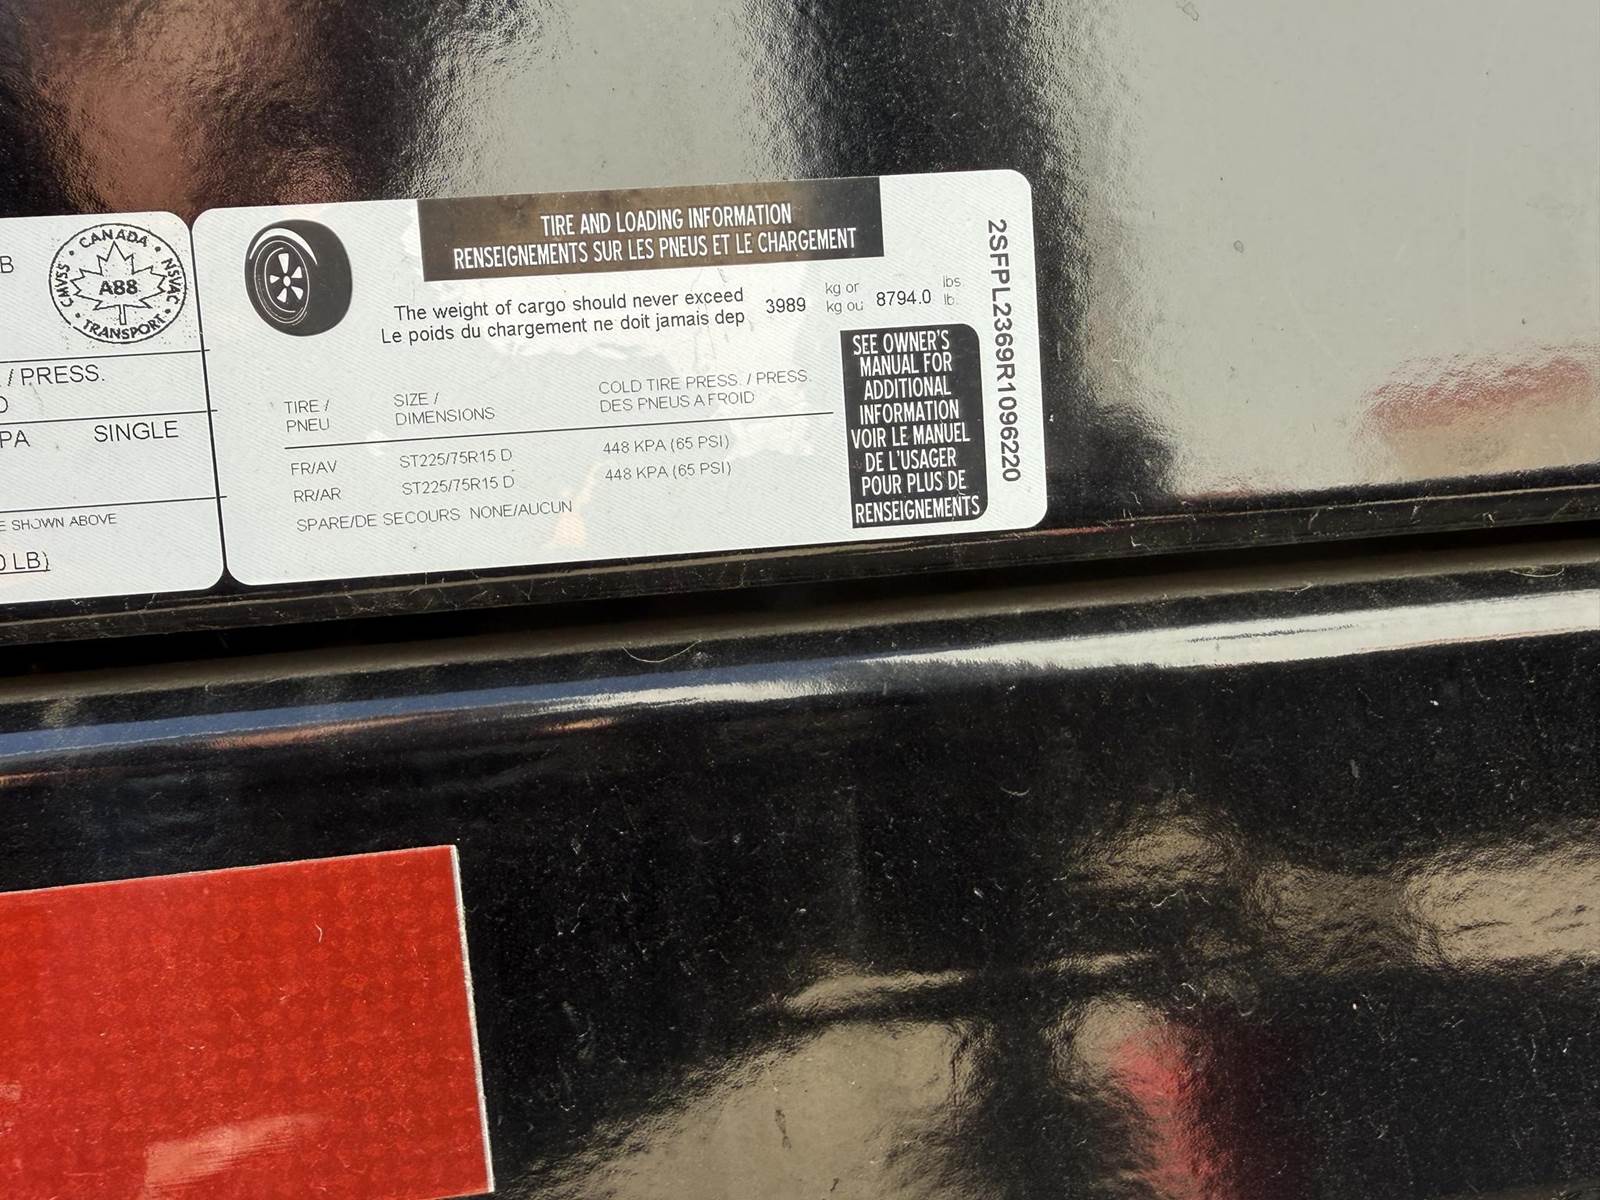 B
CANADA
CMVSS NSVAC
A88
TRANSPORT
/ PRESS.
PA SINGLE
E SHOWN ABOVE
0 LB)
TIRE AND LOADING INFORMATION
RENSEIGNEMENTS SUR LES PNEUS ET LE CHARGEMENT
The weight of cargo should never exceed 3989 kg or 8794.0 lbs
Le poids du chargement ne doit jamais dep kg ou lb.
TIRE / SIZE / COLD TIRE PRESS. / PRESS.
PNEU DIMENSIONS DES PNEUS A FROID
FR/AV ST225/75R15 D 448 KPA (65 PSI)
RR/AR ST225/75R15 D 448 KPA (65 PSI)
SPARE/DE SECOURS NONE/AUCUN
SEE OWNER'S
MANUAL FOR
ADDITIONAL
INFORMATION
VOIR LE MANUEL
DE L'USAGER
POUR PLUS DE
RENSEIGNEMENTS
2SFPL2369R1096220